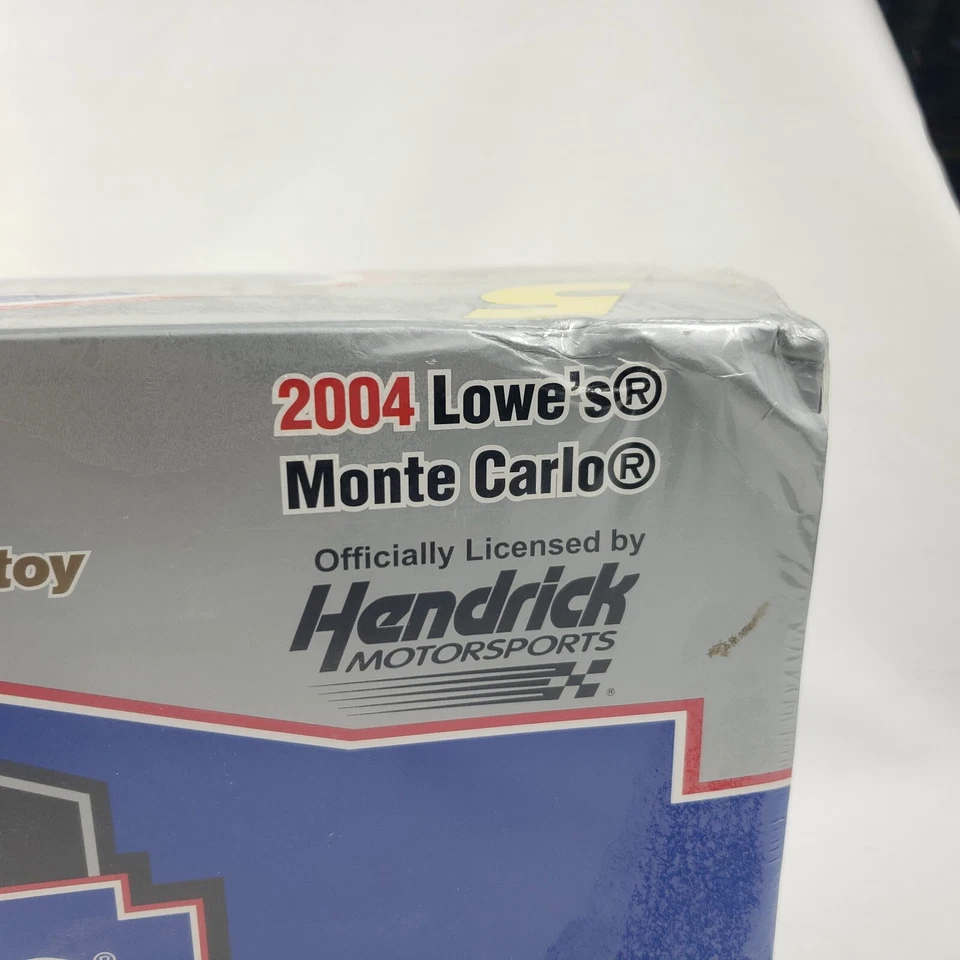 2004 Lowe's®
Monte Carlo®
toy
Officially Licensed by
Hendrick
MOTORSPORTS
®
®